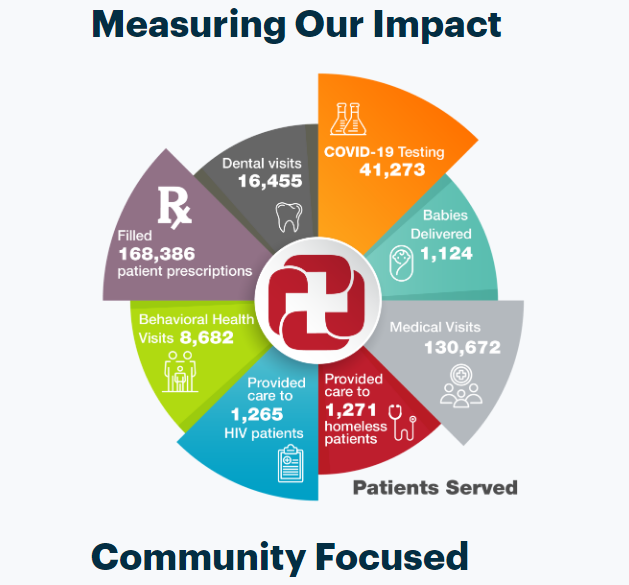 Measuring Our Impact
COVID-19 Testing
41,273
Babies
Delivered
1,124
Medical Visits
130,672
Provided
care to
1,271
homeless
patients
Provided
care to
1,265
HIV patients
Behavioral Health
Visits 8,682
Rx
Filled
168,386
patient prescriptions
Dental visits
16,455
Patients Served
Community Focused